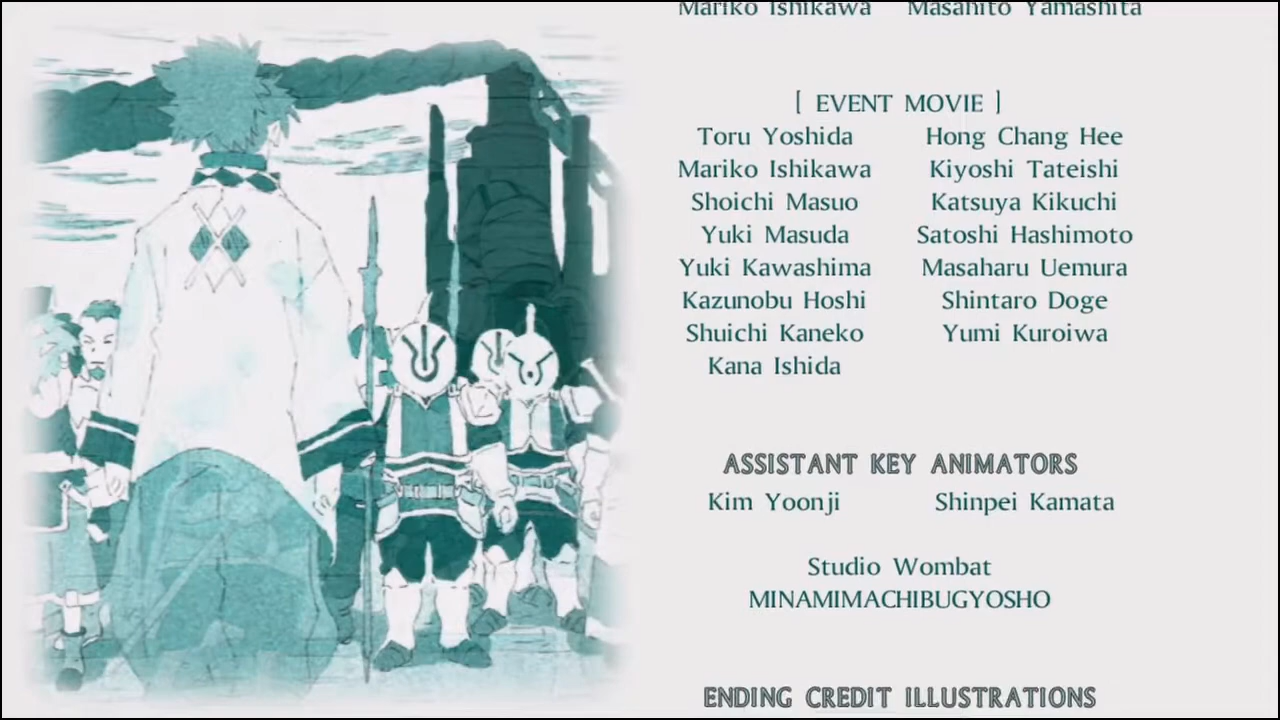 Mariko Ishikawa Masahito Yamashita
[ EVENT MOVIE ]
Toru Yoshida Hong Chang Hee
Mariko Ishikawa Kiyoshi Tateishi
Shoichi Masuo Katsuya Kikuchi
Yuki Masuda Satoshi Hashimoto
Yuki Kawashima Masaharu Uemura
Kazunobu Hoshi Shintaro Doge
Shuichi Kaneko Yumi Kuroiwa
Kana Ishida
ASSISTANT KEY ANIMATORS
Kim Yoonji Shinpei Kamata
Studio Wombat
MINAMIMACHIBUGYOSHO
ENDING CREDIT ILLUSTRATIONS